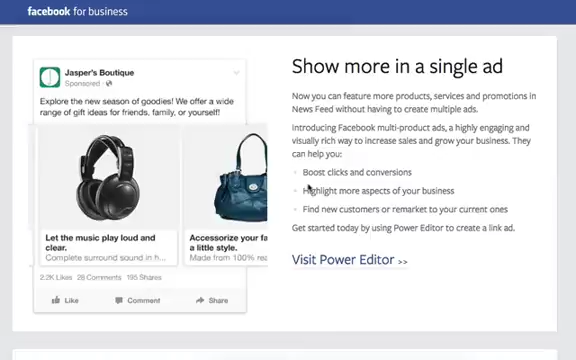 facebook for business
Jasper's Boutique
Sponsored ·
Explore the new season of goodies! We offer a wide
range of gift ideas for friends, family, or yourself!
Let the music play loud and
clear.
Complete surround sound in h...
Accessorize your fa
a little style.
Made from 100% rea
2.2K Likes 28 Comments 195 Shares
Like Comment Share
Show more in a single ad
Now you can feature more products, services and promotions in
News Feed without having to create multiple ads.
Introducing Facebook multi-product ads, a highly engaging and
visually rich way to increase sales and grow your business. They
can help you:
Boost clicks and conversions
Highlight more aspects of your business
Find new customers or remarket to your current ones
Get started today by using Power Editor to create a link ad.
Visit Power Editor >>